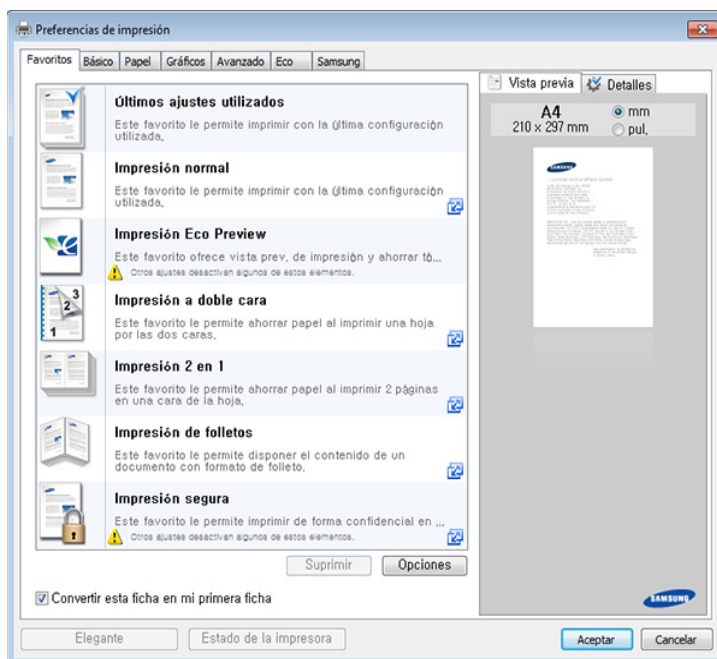 Preferencias de impresión
Favoritos Básico Papel Gráficos Avanzado Eco Samsung
Últimos ajustes utilizados
Este favorito le permite imprimir con la última configuración
utilizada.
Impresión normal
Este favorito le permite imprimir con la última configuración
utilizada.
Impresión Eco Preview
Este favorito ofrece vista prev. de impresión y ahorrar tó...
Otros ajustes desactivan algunos de estos elementos.
Impresión a doble cara
Este favorito le permite ahorrar papel al imprimir una hoja
por las dos caras.
Impresión 2 en 1
Este favorito le permite ahorrar papel al imprimir 2 páginas
en una cara de la hoja.
Impresión de folletos
Este favorito le permite disponer el contenido de un
documento con formato de folleto.
Impresión segura
Este favorito le permite imprimir de forma confidencial en ...
Otros ajustes desactivan algunos de estos elementos.
Suprimir Opciones
Convertir esta ficha en mi primera ficha
Elegante Estado de la impresora
Vista previa Detalles
A4 mm
210 x 297 mm pul.
SAMSUNG
SAMSUNG
Aceptar Cancelar